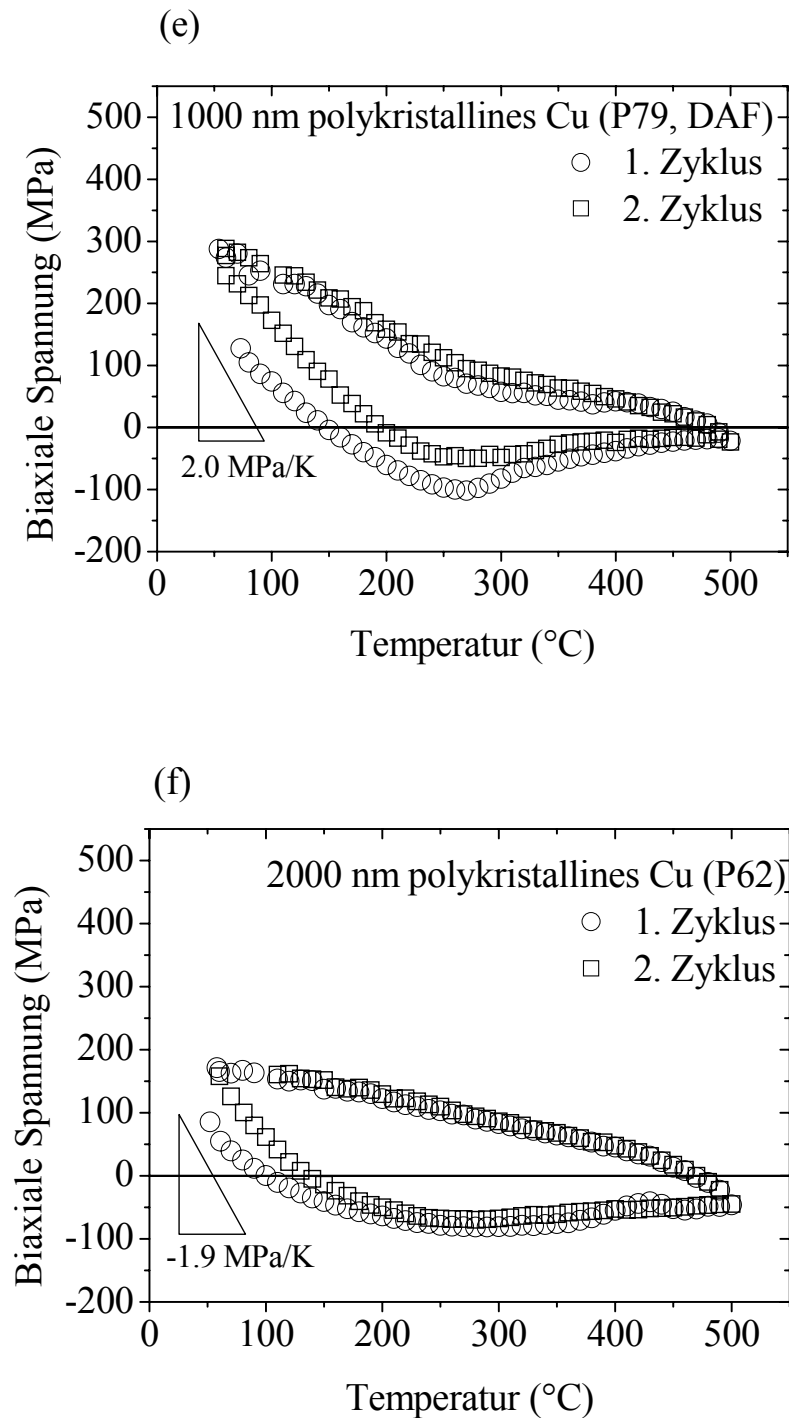 (e)
Biaxiale Spannung (MPa)
500
400
300
200
100
0
-100
-200
1000 nm polykristallines Cu (P79, DAF)
1. Zyklus
2. Zyklus
2.0 MPa/K
0 100 200 300 400 500
Temperatur (°C)
(f)
Biaxiale Spannung (MPa)
500
400
300
200
100
0
-100
-200
2000 nm polykristallines Cu (P62)
1. Zyklus
2. Zyklus
-1.9 MPa/K
0 100 200 300 400 500
Temperatur (°C)